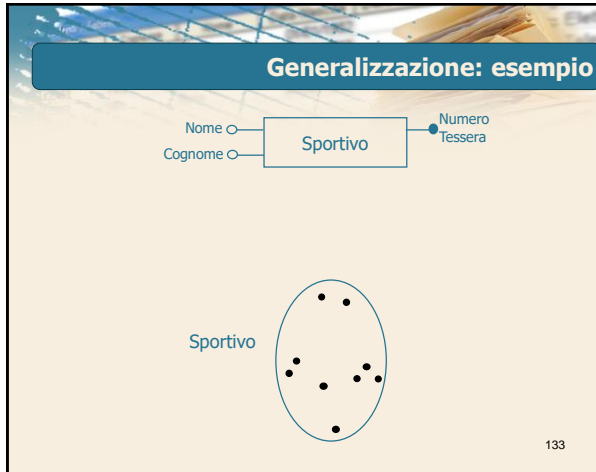 Generalizzazione: esempio
Nome
Sportivo
Numero
Tessera
Cognome
Sportivo
133